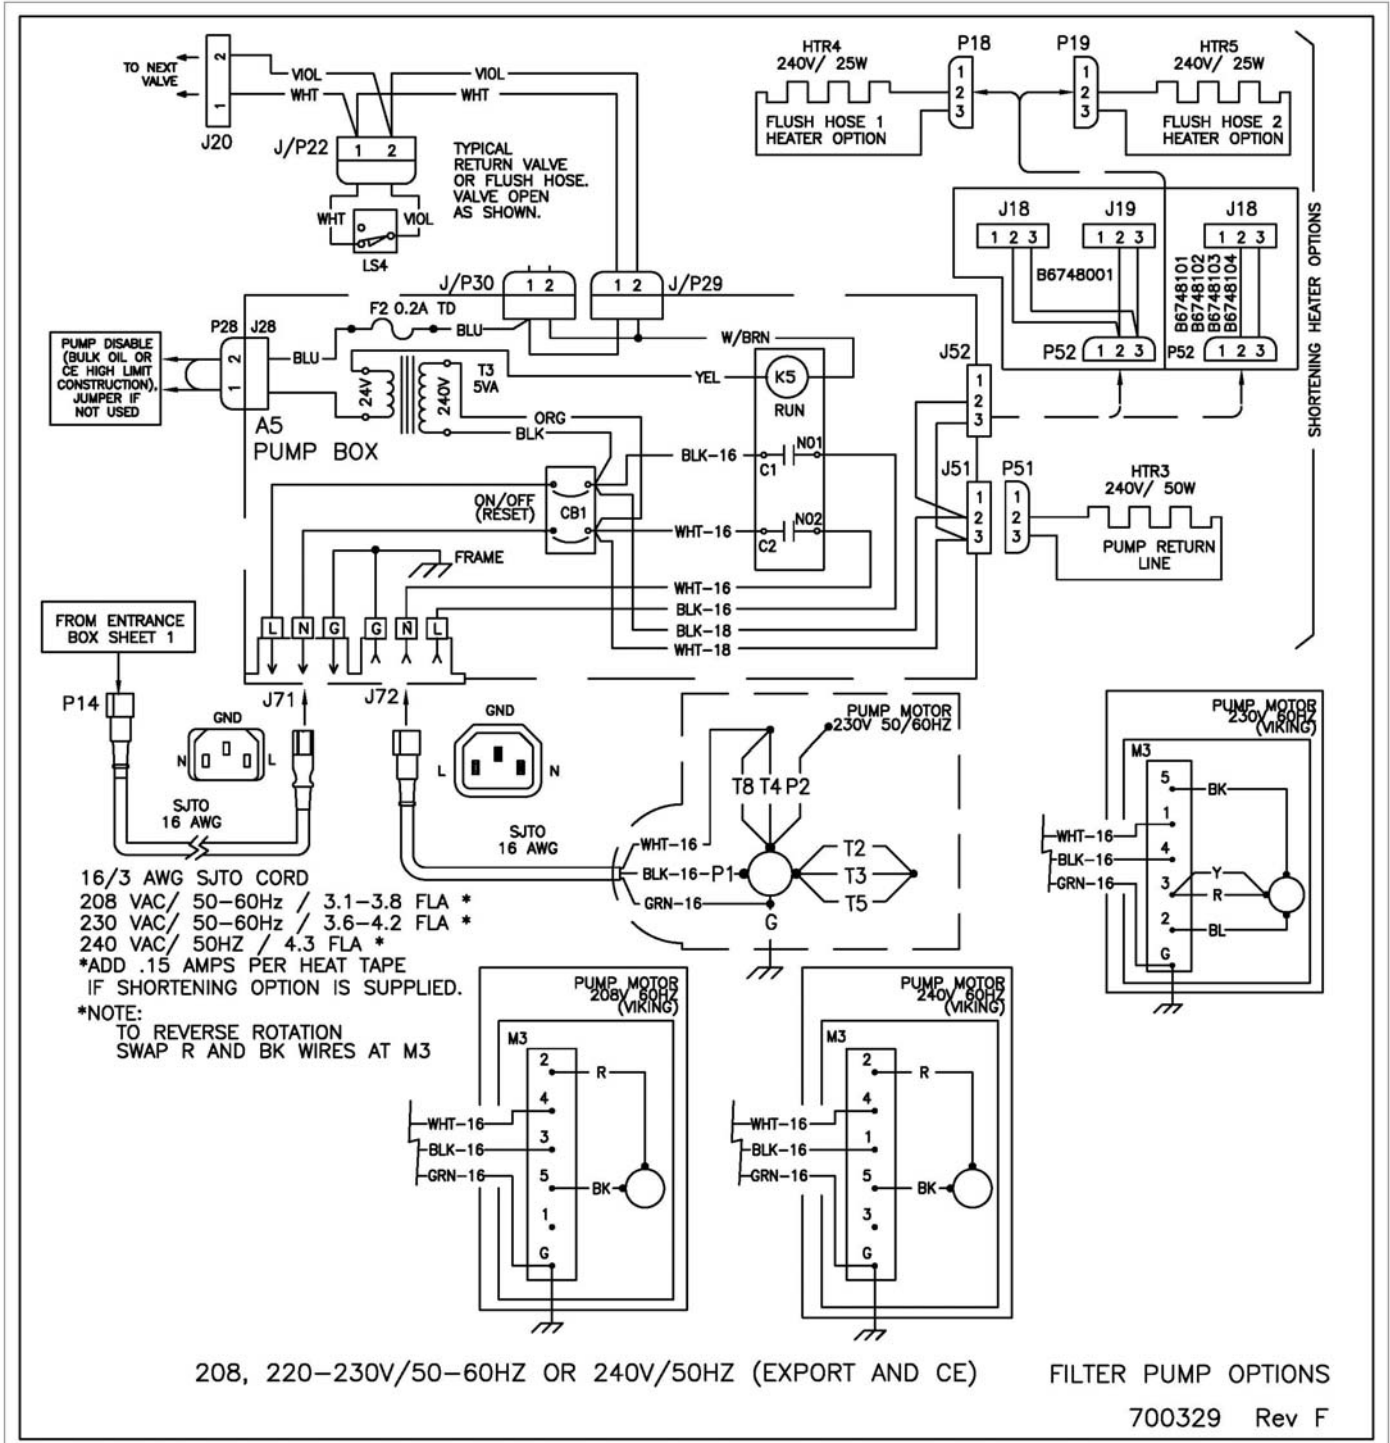 TO NEXT
VALVE
2
1
J20
VIOL
WHT
VIOL
WHT
J/P22
1 2
WHT
VIOL
LS4
TYPICAL
RETURN VALVE
OR FLUSH HOSE.
VALVE OPEN
AS SHOWN.
HTR4
240V/ 25W
P18
1
2
3
FLUSH HOSE 1
HEATER OPTION
P19
1
2
3
HTR5
240V/ 25W
FLUSH HOSE 2
HEATER OPTION
SHORTENING HEATER OPTIONS
J18
1 2 3
J19
1 2 3
J18
1 2 3
B6748001
B6748101
B6748102
B6748103
B6748104
P52
1 2 3
P52
1 2 3
J/P30
1 2
1 2
J/P29
F2 0.2A TD
BLU
PUMP DISABLE
(BULK OIL OR
CE HIGH LIMIT
CONSTRUCTION),
JUMPER IF
NOT USED
P28
J28
2
1
BLU
24V
240V
T3
5VA
W/BRN
YEL
K5
RUN
J52
1
2
3
A5
PUMP BOX
ORG
BLK
BLK-16
C1
NO1
ON/OFF
(RESET)
CB1
WHT-16
C2
NO2
J51
1
2
3
P51
1
2
3
HTR3
240V/ 50W
PUMP RETURN
LINE
FRAME
WHT-16
BLK-16
BLK-18
WHT-18
FROM ENTRANCE
BOX SHEET 1
L
N
G
G
N
L
P14
J71
J72
GND
N
L
GND
L
N
SJTO
16 AWG
SJTO
16 AWG
PUMP MOTOR
230V 50/60HZ
T8 T4 P2
WHT-16
BLK-16
P1
GRN-16
G
T2
T3
T5
16/3 AWG SJTO CORD
208 VAC/ 50-60Hz / 3.1-3.8 FLA *
230 VAC/ 50-60Hz / 3.6-4.2 FLA *
240 VAC/ 50HZ / 4.3 FLA *
*ADD .15 AMPS PER HEAT TAPE
IF SHORTENING OPTION IS SUPPLIED.
*NOTE:
TO REVERSE ROTATION
SWAP R AND BK WIRES AT M3
PUMP MOTOR
230V 60HZ
(VIKING)
M3
5
1
4
3
2
G
BK
WHT-16
BLK-16
GRN-16
Y
R
BL
PUMP MOTOR
208V 60HZ
(VIKING)
M3
2
4
3
5
1
G
R
WHT-16
BLK-16
GRN-16
BK
PUMP MOTOR
240V 60HZ
(VIKING)
M3
2
4
1
5
3
G
R
WHT-16
BLK-16
GRN-16
BK
208, 220-230V/50-60HZ OR 240V/50HZ (EXPORT AND CE)
FILTER PUMP OPTIONS
700329 Rev F